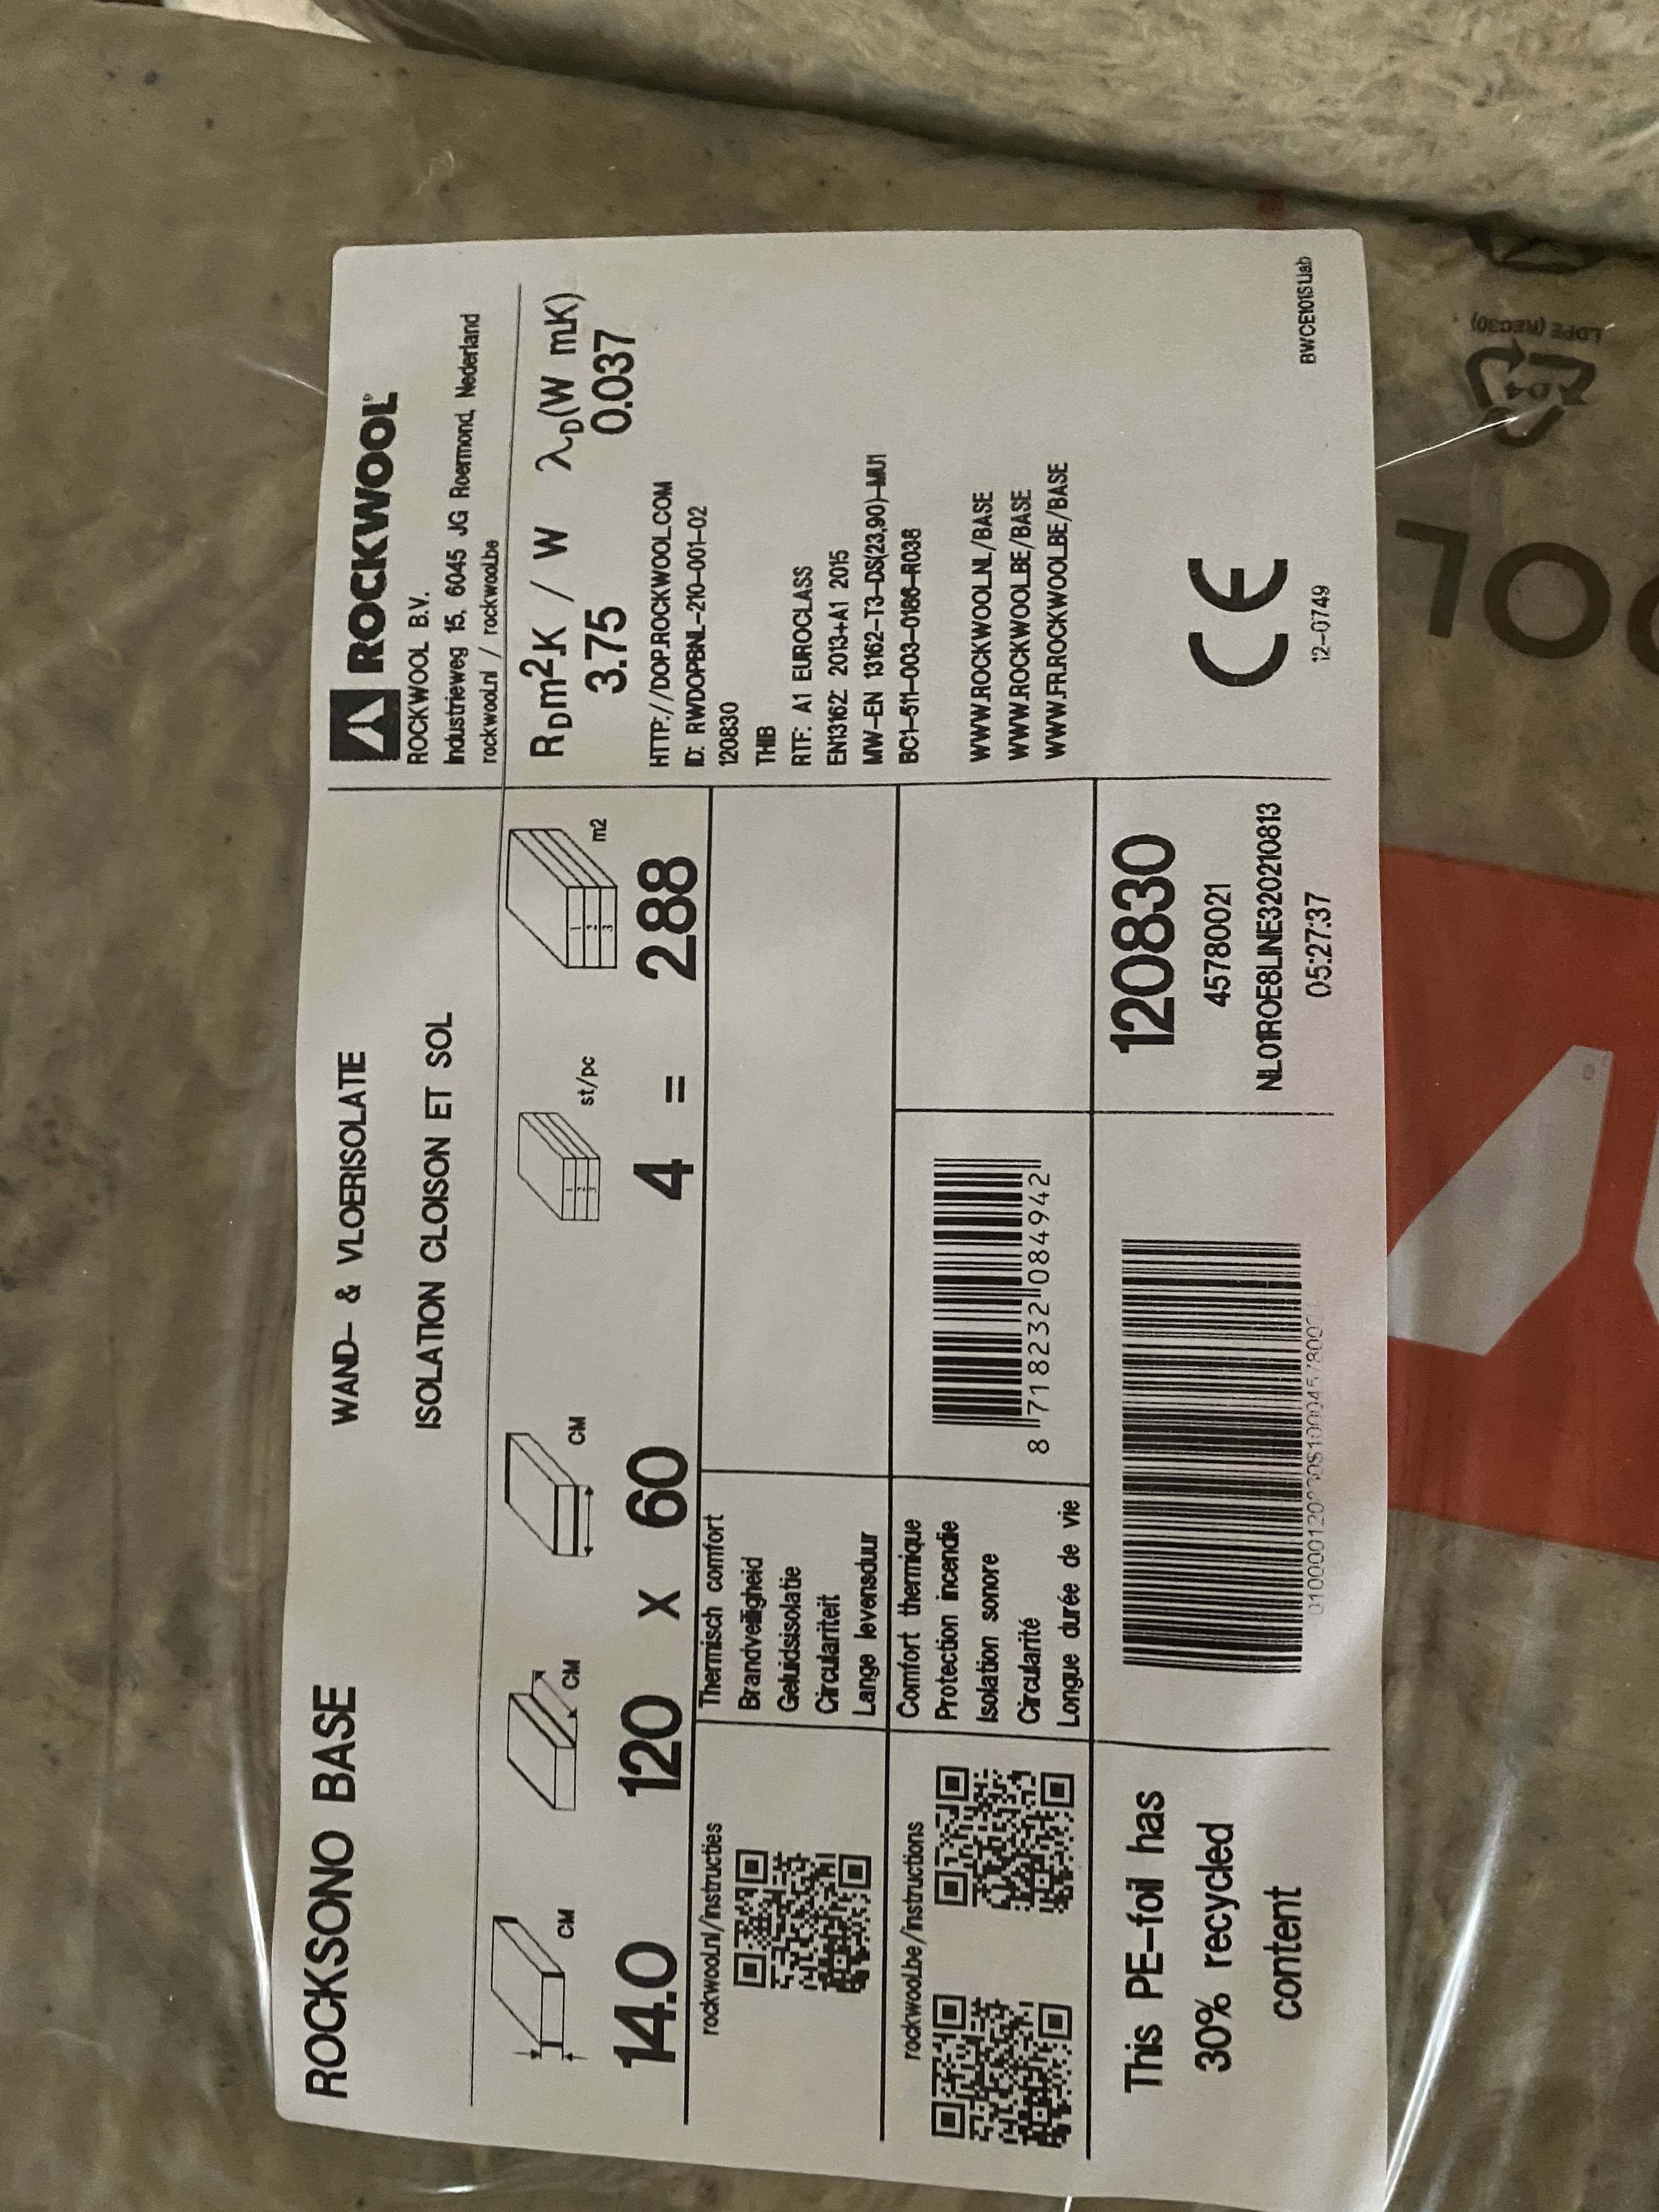 ROCKSONO BASE
WAND- & VLOERISOLATIE
ISOLATION CLOISON ET SOL
ROCKWOOL®
ROCKWOOL B.V.
Industrieweg 15, 6045 JG Roermond, Nederland
rockwool.nl / rockwool.be
CM
CM
CM
st/pc
m2
14.0 120 x 60 4 = 2.88
RDm²K / W λD(W mK)
3.75 0.037
HTTP://DOP.ROCKWOOL.COM
ID: RWDOPBNL-210-001-02
120830
THIB
RTF: A1 EUROCLASS
EN13162: 2013+A1 2015
MW-EN 13162-T3-DS(23,90)-MU1
BC1-511-003-0186-R038
WWW.ROCKWOOL.NL/BASE
WWW.ROCKWOOL.BE/BASE
WWW.FR.ROCKWOOL.BE/BASE
rockwool.nl/instructies
Thermisch comfort
Brandveiligheid
Geluidsisolatie
Circulariteit
Lange levensduur
rockwool.be/instructions
Comfort thermique
Protection incendie
Isolation sonore
Circularité
Longue durée de vie
8 718232 084942
This PE-foil has
30% recycled
content
120830
45780021
NL01ROE8LINE320210813
05:27:37
CE
12-0749
BWCE101S1.lab
LDPE (REC30)
04
OL